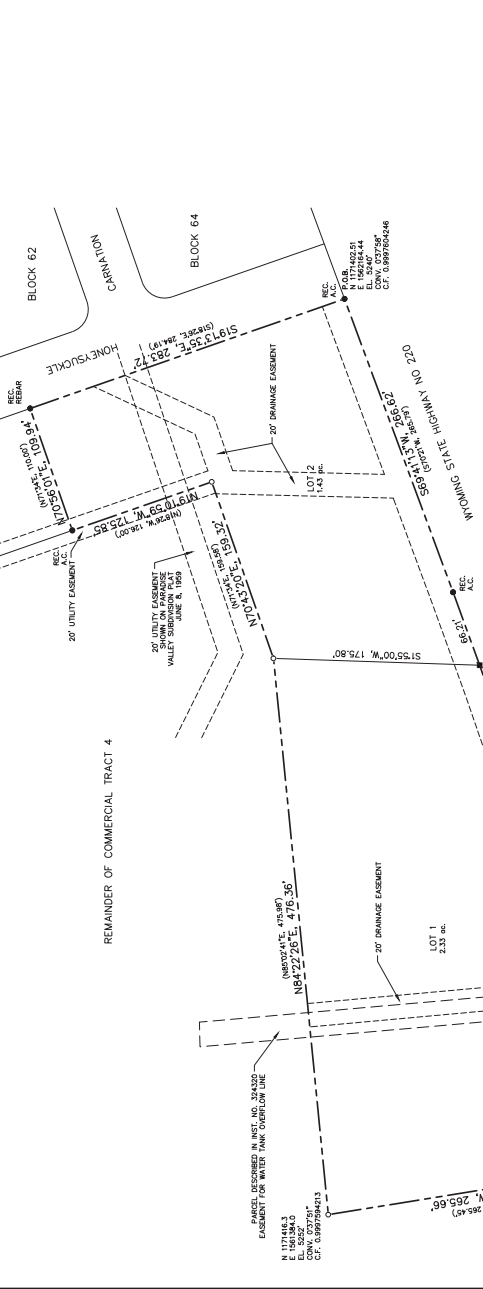 BLOCK 62
CARNATION
BLOCK 64
HONEYSUCKLE
REC.
REBAR
N70°56'01"E, 109.94'
(N71°34'E, 110.00')
REC.
A.C.
20' UTILITY EASEMENT
N19°10'59"W, 125.85'
(N18°26'W, 126.00')
S19°13'35"E, 283.72'
(S18°26'E, 284.19')
20' DRAINAGE EASEMENT
REC.
A.C.
P.O.B.
N 1171402.51
E 1562164.44
EL. 5240'
CONV. 0°37'58"
C.F. 0.9997604246
20' UTILITY EASEMENT
SHOWN ON PARADISE
VALLEY SUBDIVISION PLAT
JUNE 8, 1959
(N71°34'E, 159.58')
N70°43'20"E, 159.32'
LOT 2
1.43 ac.
S69°41'13"W, 266.62'
(S70°21'W, 265.79')
WYOMING STATE HIGHWAY NO 220
REC.
A.C.
66.21'
S1°55'00"W, 175.80'
REMAINDER OF COMMERCIAL TRACT 4
(N85°02'41"E, 475.98')
N84°22'26"E, 476.36'
20' DRAINAGE EASEMENT
LOT 1
2.33 ac.
PARCEL DESCRIBED IN INST. NO. 324320
EASEMENT FOR WATER TANK OVERFLOW LINE
N 1171416.3
E 1561384.0
EL. 5252'
CONV. 0°37'51"
C.F. 0.9997594213
W, 265.66'
265.45')